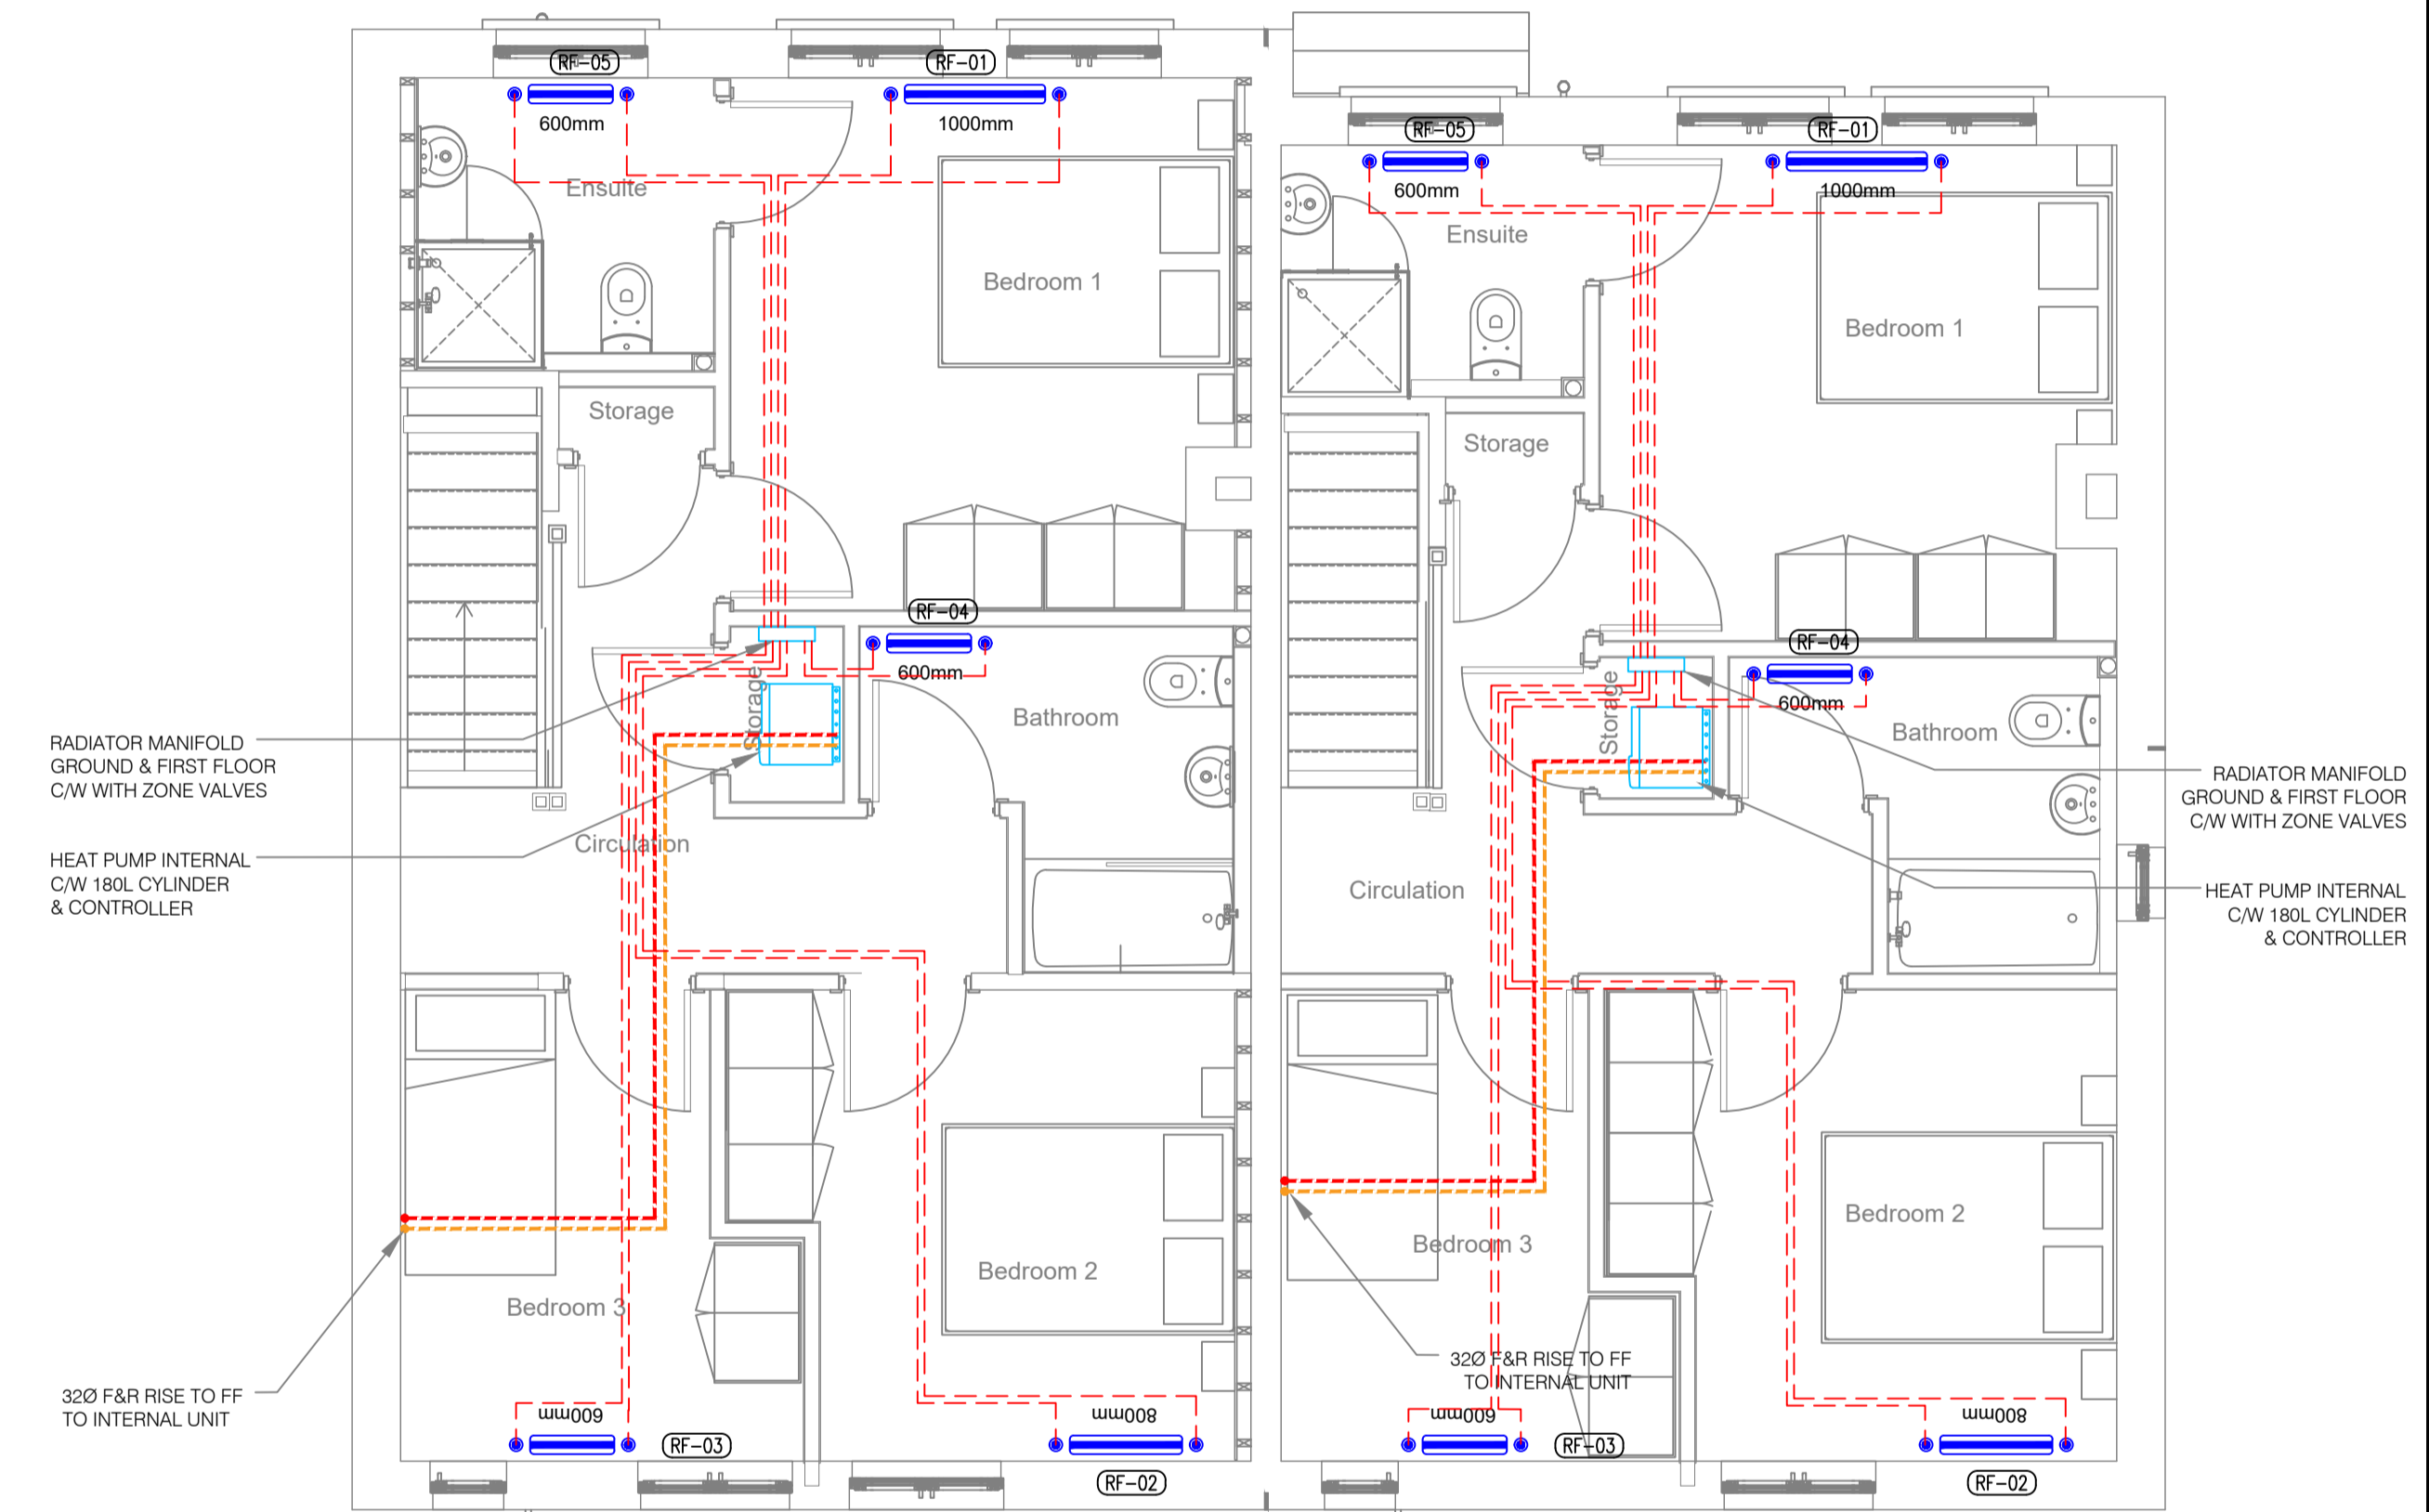 RF-05
RF-01
600mm
1000mm
Ensuite
Bedroom 1
Storage
RF-04
600mm
Storage
Bathroom
RADIATOR MANIFOLD
GROUND & FIRST FLOOR
C/W WITH ZONE VALVES
HEAT PUMP INTERNAL
C/W 180L CYLINDER
& CONTROLLER
Circulation
Bedroom 2
Bedroom 3
32Ø F&R RISE TO FF
TO INTERNAL UNIT
600mm
800mm
RF-03
RF-02
RF-05
RF-01
600mm
1000mm
Ensuite
Bedroom 1
Storage
RF-04
600mm
Storage
Bathroom
RADIATOR MANIFOLD
GROUND & FIRST FLOOR
C/W WITH ZONE VALVES
HEAT PUMP INTERNAL
C/W 180L CYLINDER
& CONTROLLER
Circulation
Bedroom 2
Bedroom 3
32Ø F&R RISE TO FF
TO INTERNAL UNIT
600mm
800mm
RF-03
RF-02